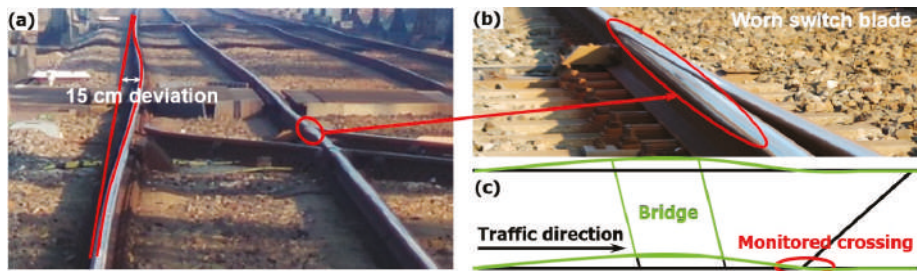 (a)
15 cm deviation
(b)
Worn switch blade
(c)
Bridge
Traffic direction
Monitored crossing